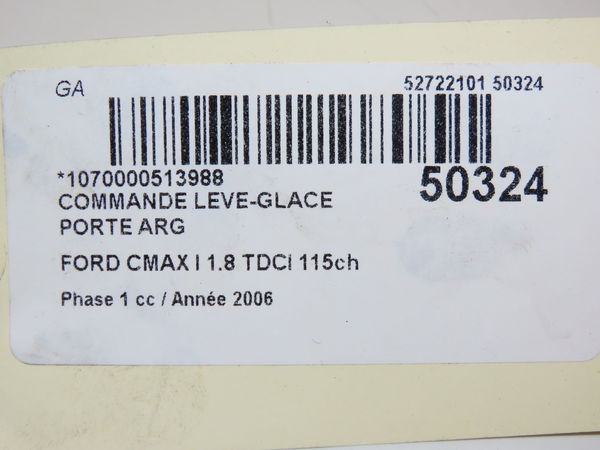 GA
52722101 50324
*1070000513988
50324
COMMANDE LEVE-GLACE
PORTE ARG
FORD CMAX I 1.8 TDCI 115ch
Phase 1 cc / Année 2006